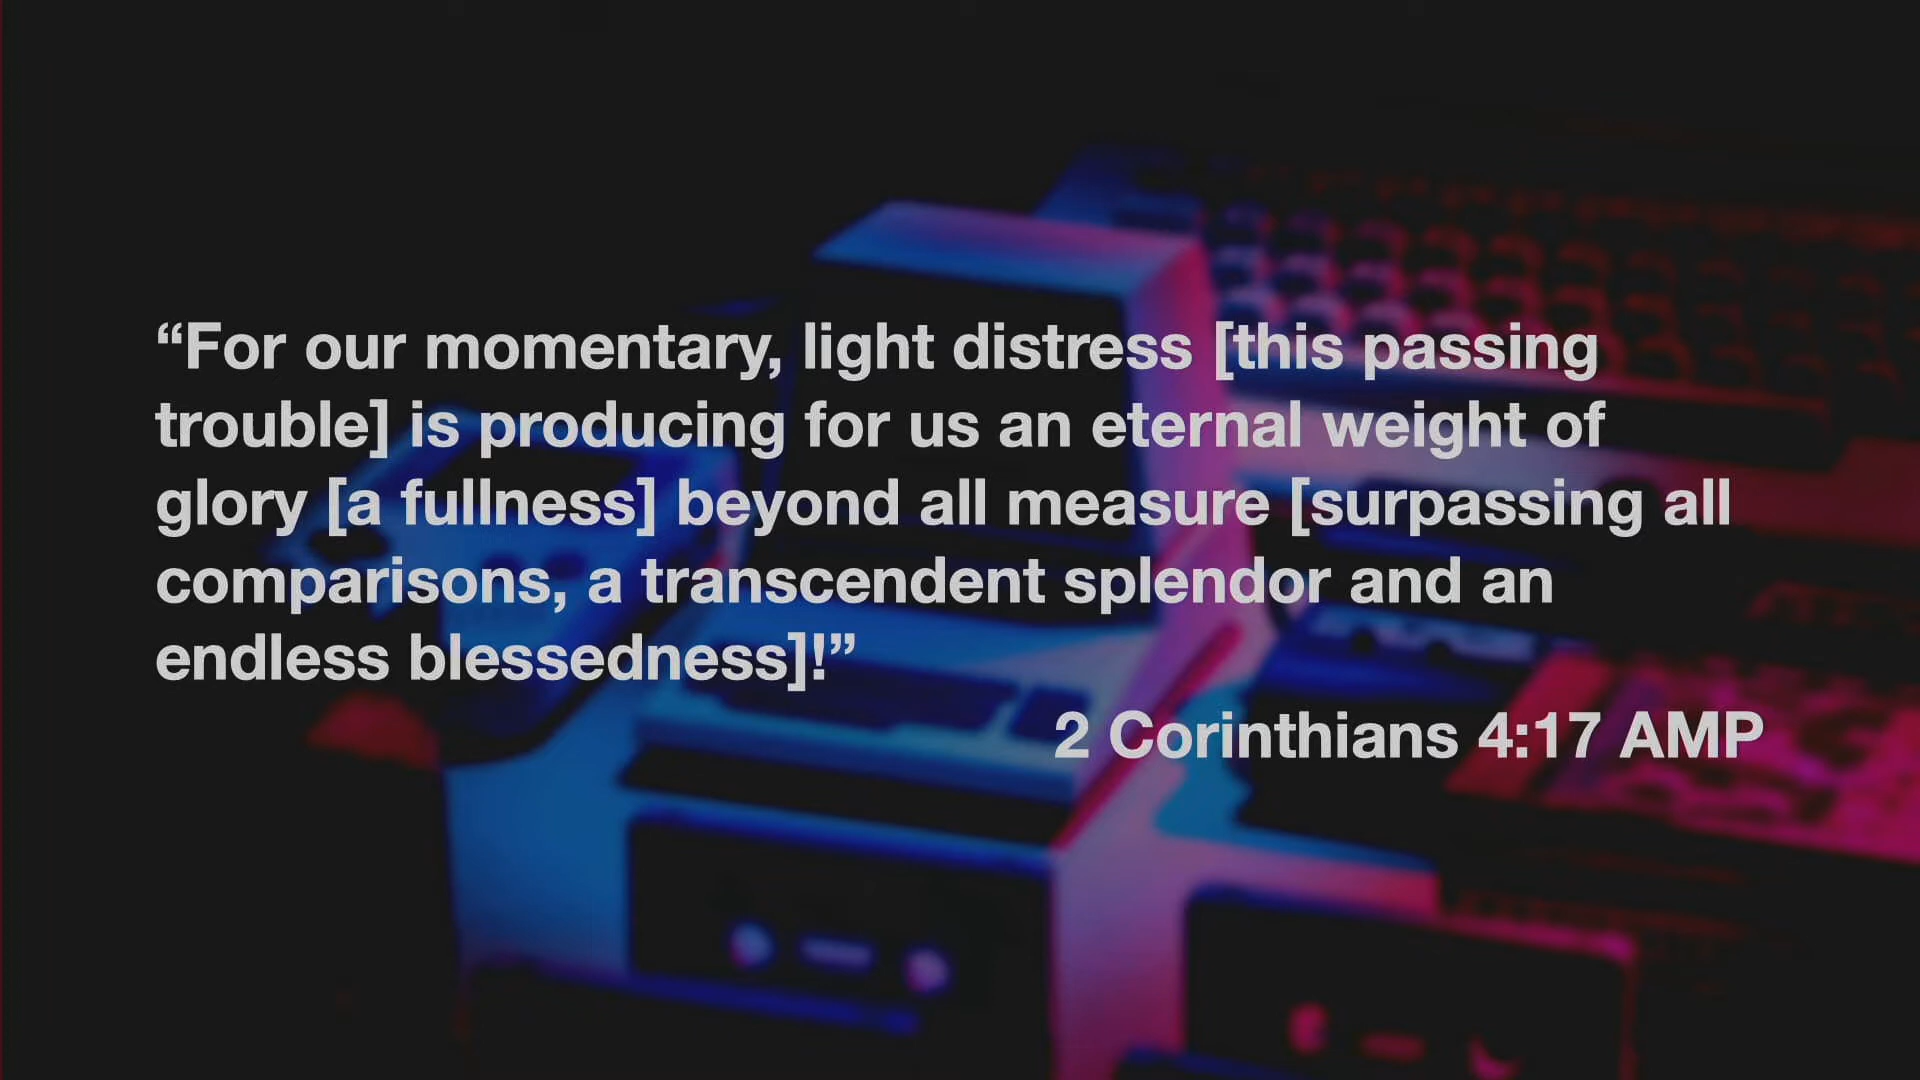 “For our momentary, light distress [this passing
trouble] is producing for us an eternal weight of
glory [a fullness] beyond all measure [surpassing all
comparisons, a transcendent splendor and an
endless blessedness]!”
2 Corinthians 4:17 AMP